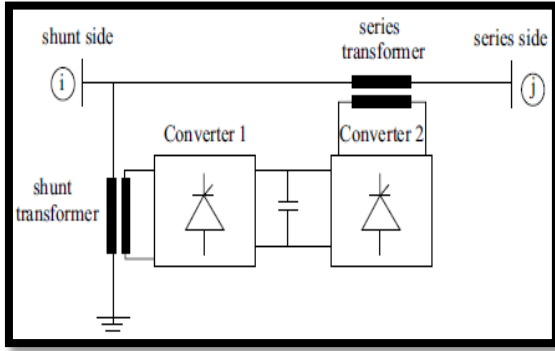 shunt side
series
transformer
series side
i
j
Converter 1
Converter 2
shunt
transformer